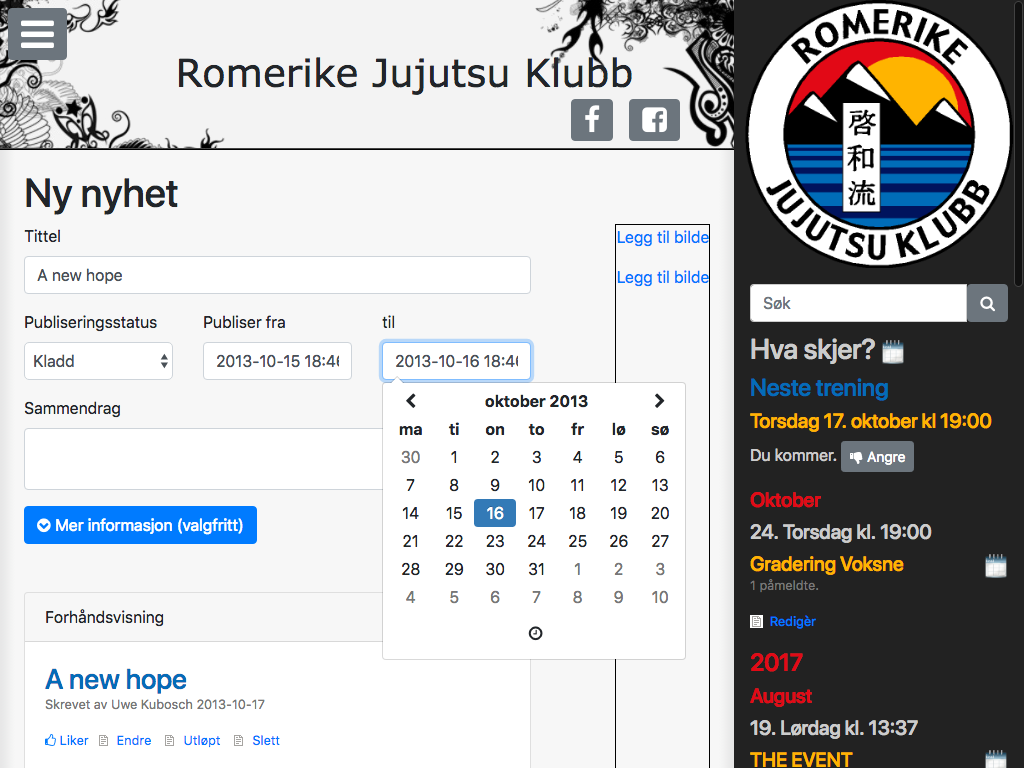 Romerike Jujutsu Klubb
Ny nyhet
Tittel
A new hope
Publiseringsstatus
Publiser fra
til
Kladd
2013-10-15 18:46
2013-10-16 18:46
Sammendrag
Mer informasjon (valgfritt)
Legg til bilde
Legg til bilde
oktober 2013
ma ti on to fr lø sø
30 1 2 3 4 5 6
7 8 9 10 11 12 13
14 15 16 17 18 19 20
21 22 23 24 25 26 27
28 29 30 31 1 2 3
4 5 6 7 8 9 10
Forhåndsvisning
A new hope
Skrevet av Uwe Kubosch 2013-10-17
Liker Endre Utløpt Slett
ROMERIKE
啓和流
JUJUTSU KLUBB
Søk
Hva skjer?
Neste trening
Torsdag 17. oktober kl 19:00
Du kommer. Angre
Oktober
24. Torsdag kl. 19:00
Gradering Voksne
1 påmeldte.
Redigèr
2017
August
19. Lørdag kl. 13:37
THE EVENT